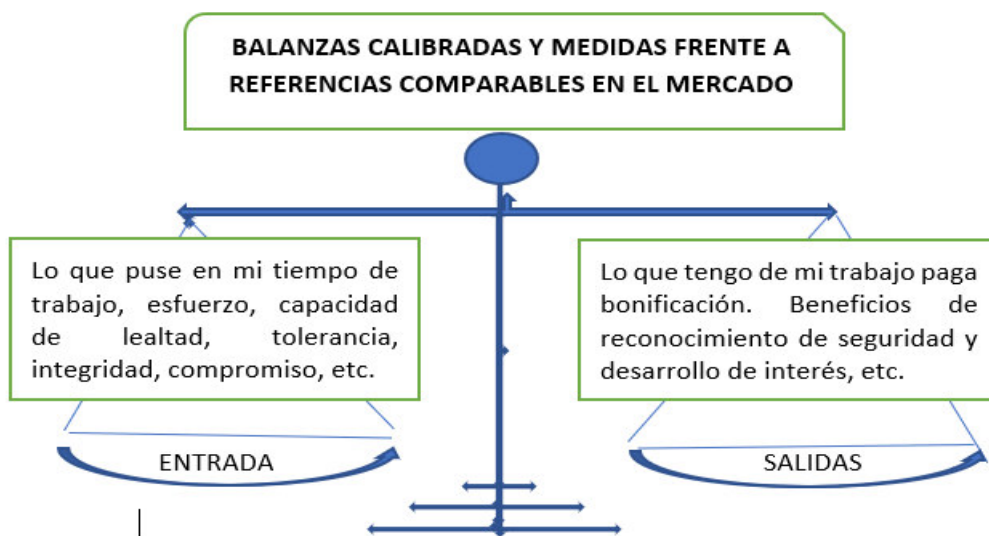 BALANZAS CALIBRADAS Y MEDIDAS FRENTE A
REFERENCIAS COMPARABLES EN EL MERCADO
Lo que puse en mi tiempo de
trabajo, esfuerzo, capacidad
de lealtad, tolerancia,
integridad, compromiso, etc.
Lo que tengo de mi trabajo paga
bonificación. Beneficios de
reconocimiento de seguridad y
desarrollo de interés, etc.
ENTRADA
SALIDAS